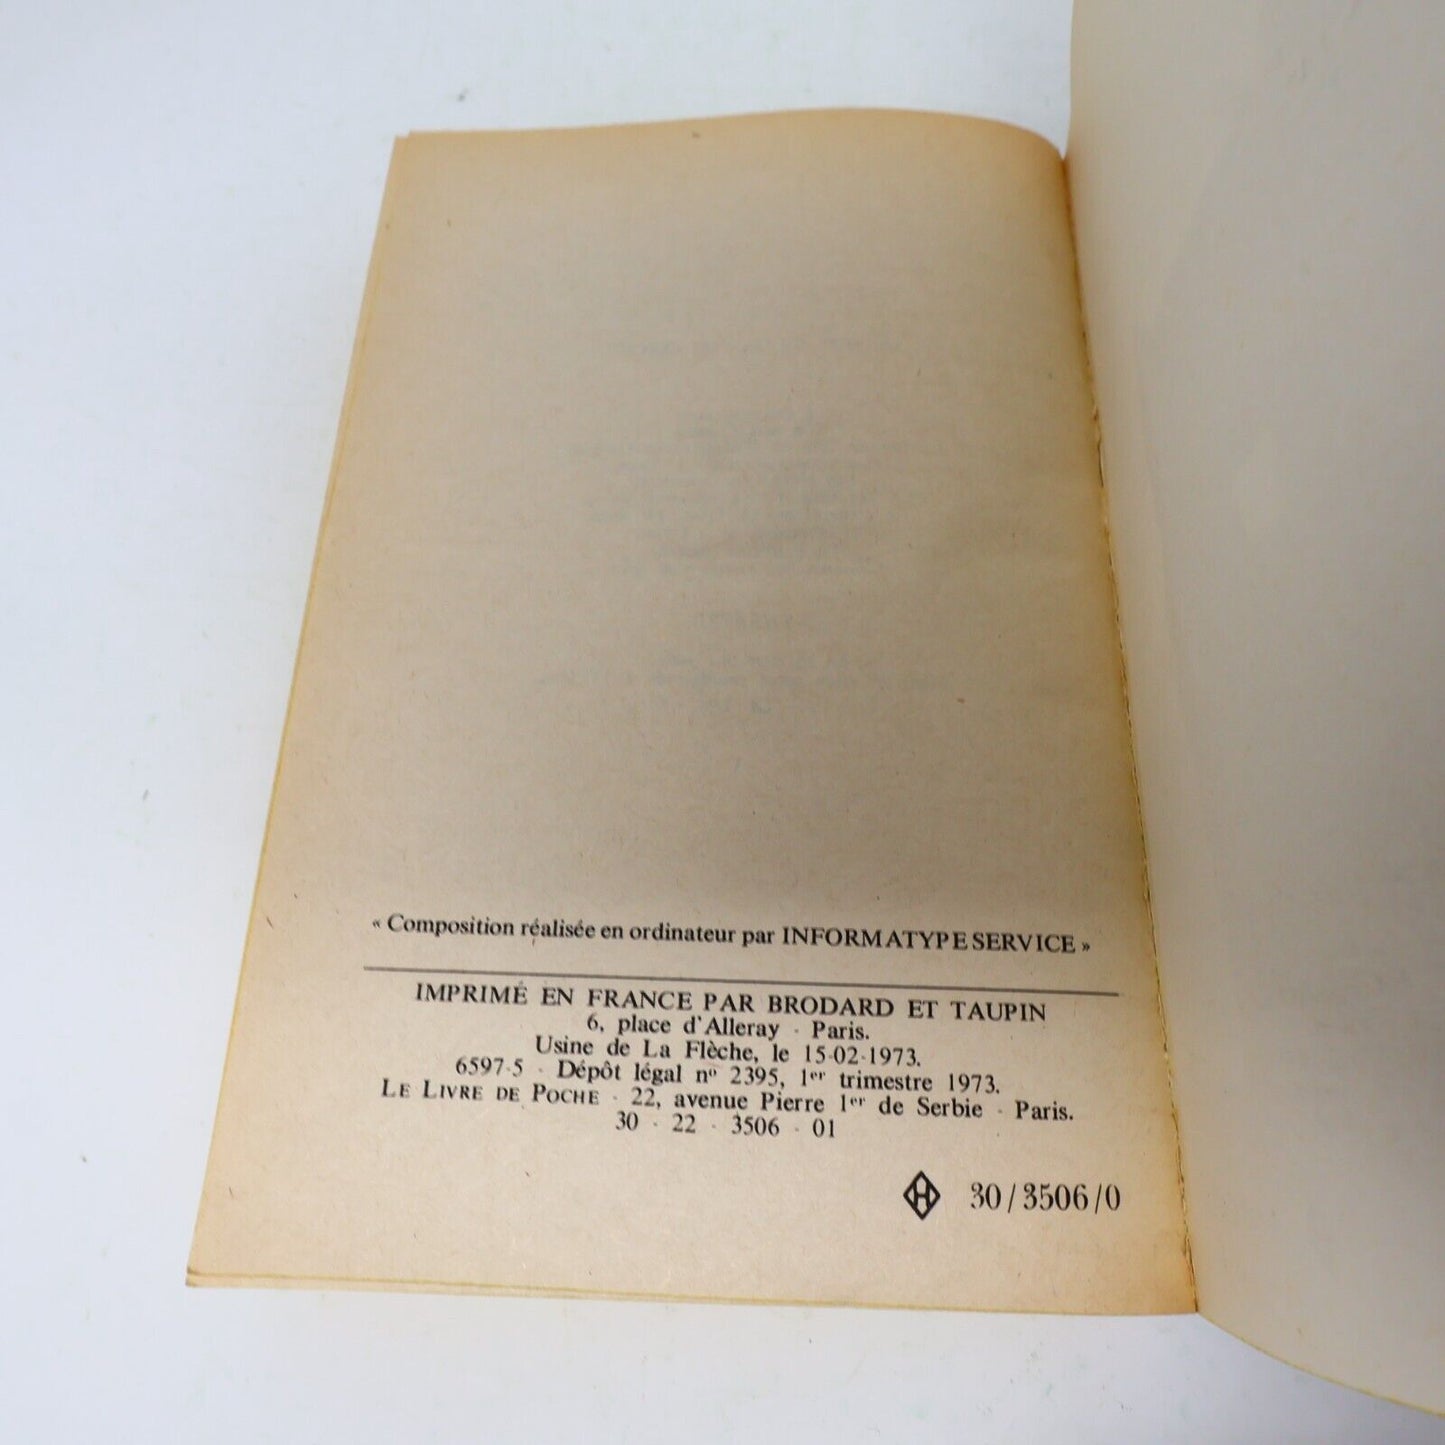 « Composition réalisée en ordinateur par INFORMATYPE SERVICE »
IMPRIMÉ EN FRANCE PAR BRODARD ET TAUPIN
6, place d'Alleray - Paris.
Usine de La Flèche, le 15-02-1973.
6597-5 - Dépôt légal nº 2395, 1er trimestre 1973.
LE LIVRE DE POCHE - 22, avenue Pierre 1er de Serbie - Paris.
30 - 22 - 3506 - 01
H 30/3506/0